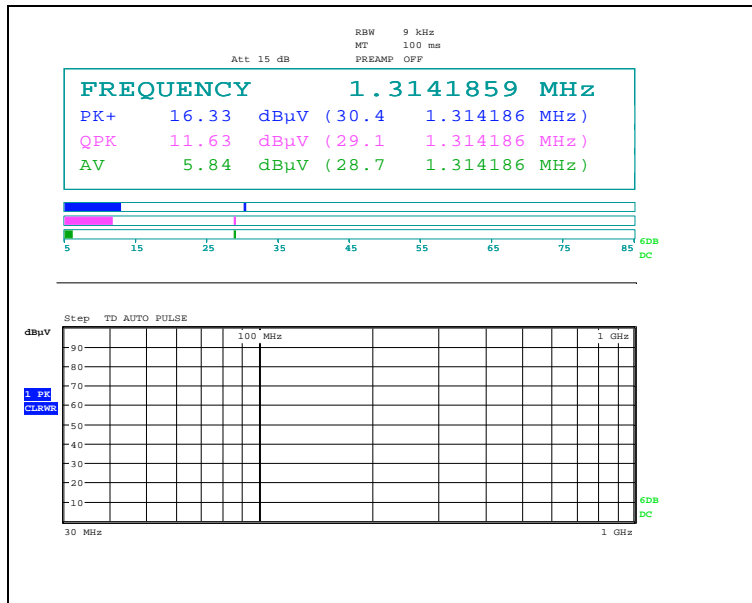 RBW 9 kHz
MT 100 ms
Att 15 dB PREAMP OFF
FREQUENCY 1.3141859 MHz
PK+ 16.33 dBµV (30.4 1.314186 MHz)
QPK 11.63 dBµV (29.1 1.314186 MHz)
AV 5.84 dBµV (28.7 1.314186 MHz)
5 15 25 35 45 55 65 75 85
6DB
DC
Step TD AUTO PULSE
dBµV
100 MHz 1 GHz
90
80
70
1 PK
CLRWR
60
50
40
30
20
10
6DB
DC
30 MHz 1 GHz